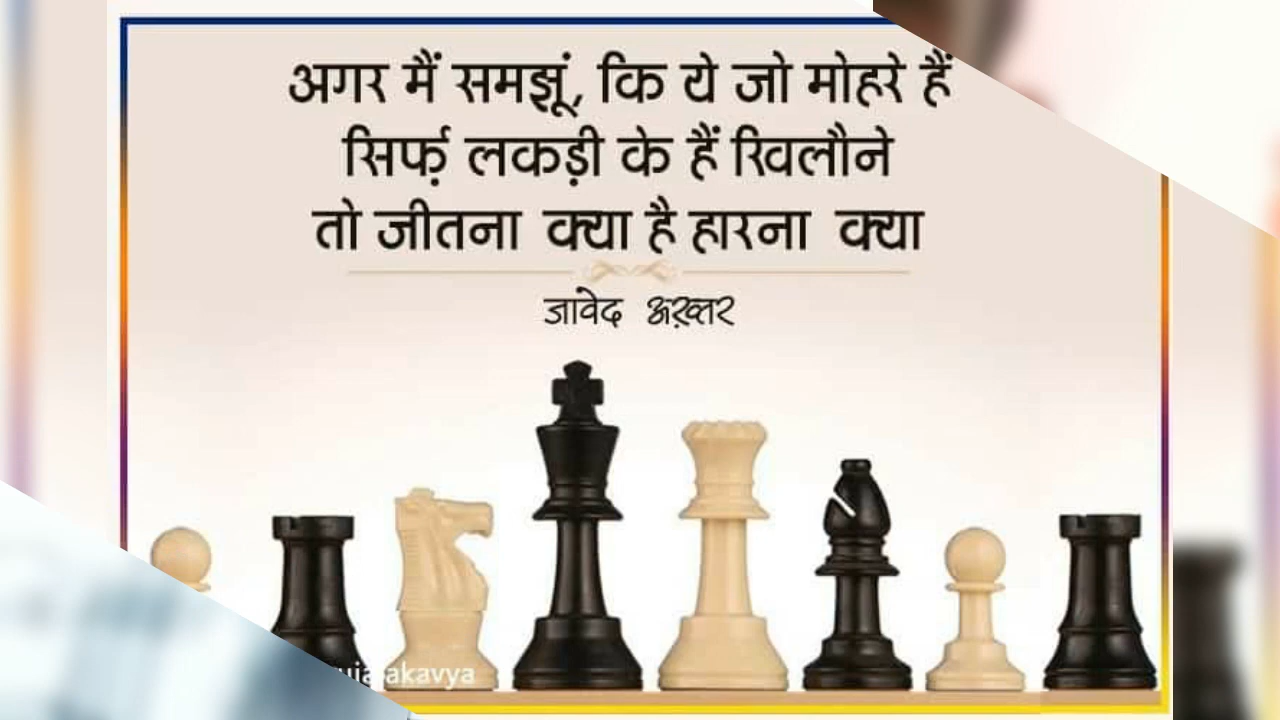 अगर मैं समझूं, कि ये जो मोहरे हैं
सिर्फ़ लकड़ी के हैं खिलौने
तो जीतना क्या है हारना क्या
जावेद अख़्तर